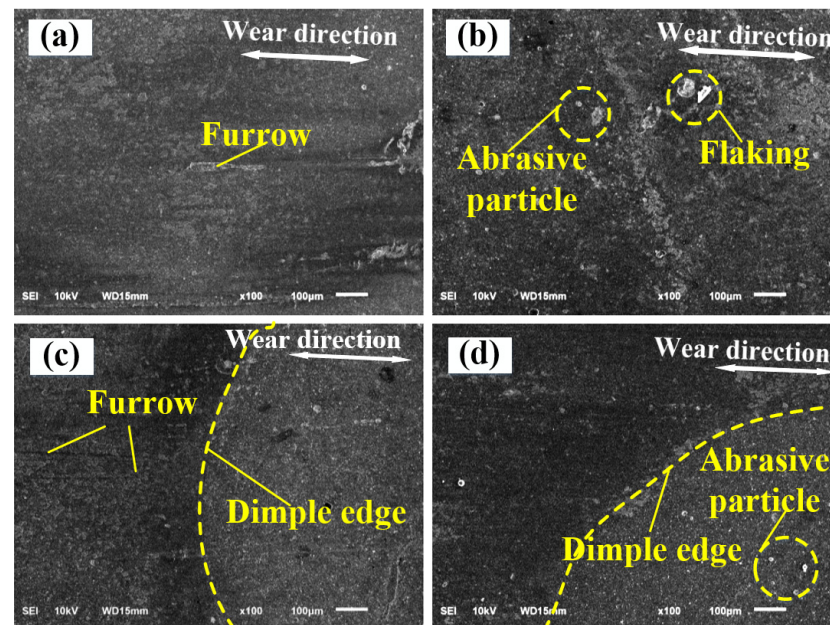 (a)
Wear direction
Furrow
SEI 10kV WD15mm x100 100μm
(b)
Wear direction
Abrasive
particle
Flaking
SEI 10kV WD15mm x100 100μm
(c)
Wear direction
Furrow
Dimple edge
SEI 10kV WD15mm x100 100μm
(d)
Wear direction
Abrasive
particle
Dimple edge
SEI 10kV WD15mm x100 100μm